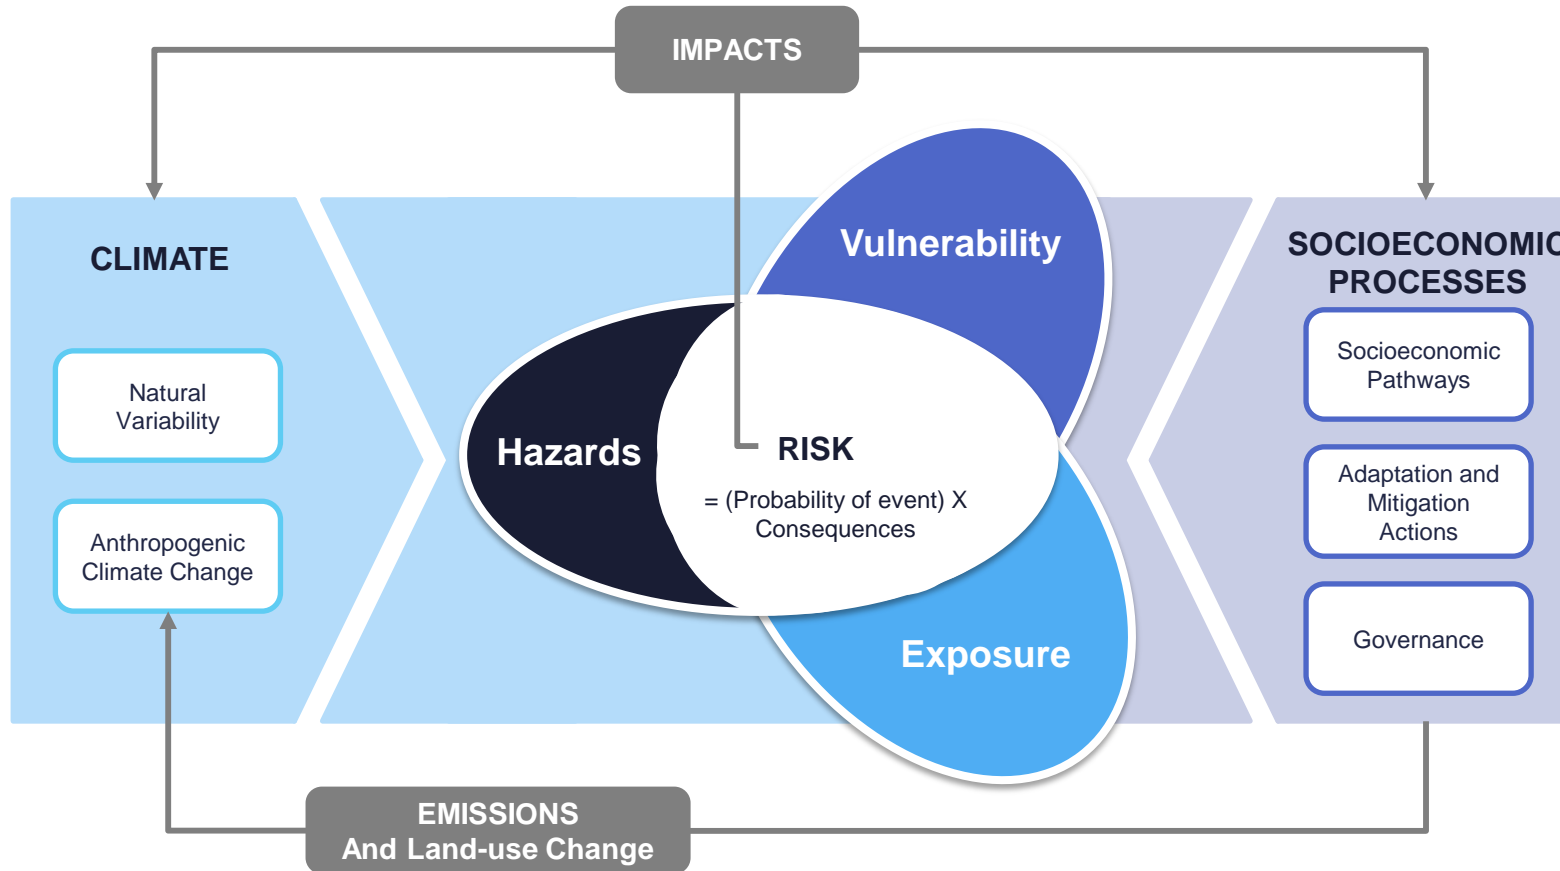 IMPACTS
CLIMATE
Natural
Variability
Anthropogenic
Climate Change
Vulnerability
Hazards
RISK
= (Probability of event) X
Consequences
Exposure
SOCIOECONOMIC
PROCESSES
Socioeconomic
Pathways
Adaptation and
Mitigation
Actions
Governance
EMISSIONS
And Land-use Change